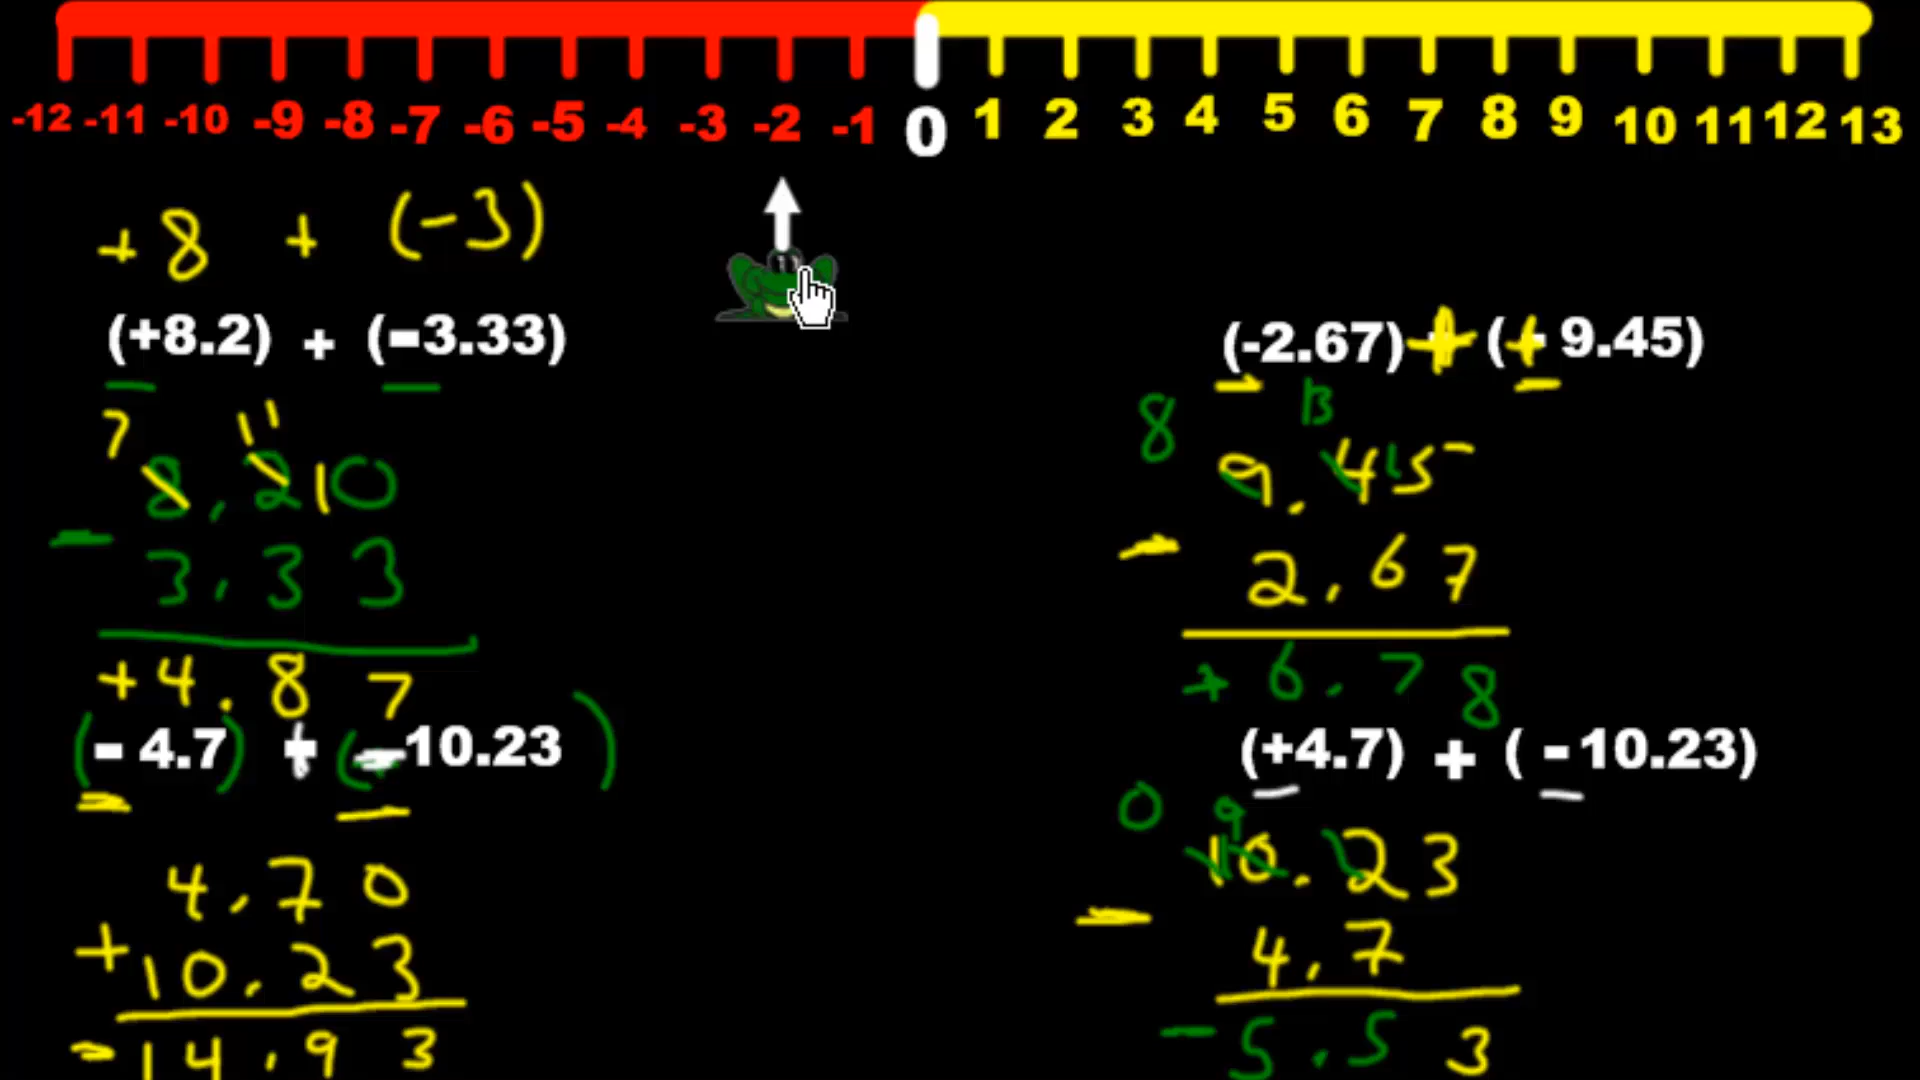 -12 -11 -10 -9 -8 -7 -6 -5 -4 -3 -2 -1 0 1 2 3 4 5 6 7 8 9 10 11 12 13
+8 + (-3)
(+8.2) + (-3.33)
7 11
8.210
- 3.33
+4.87
(-4.7) + (-10.23)
4.70
+10.23
-14.93
(-2.67) + (+9.45)
8 13
9.415
- 2.67
+6.78
(+4.7) + (-10.23)
0 9
10.123
- 4.7
-5.53